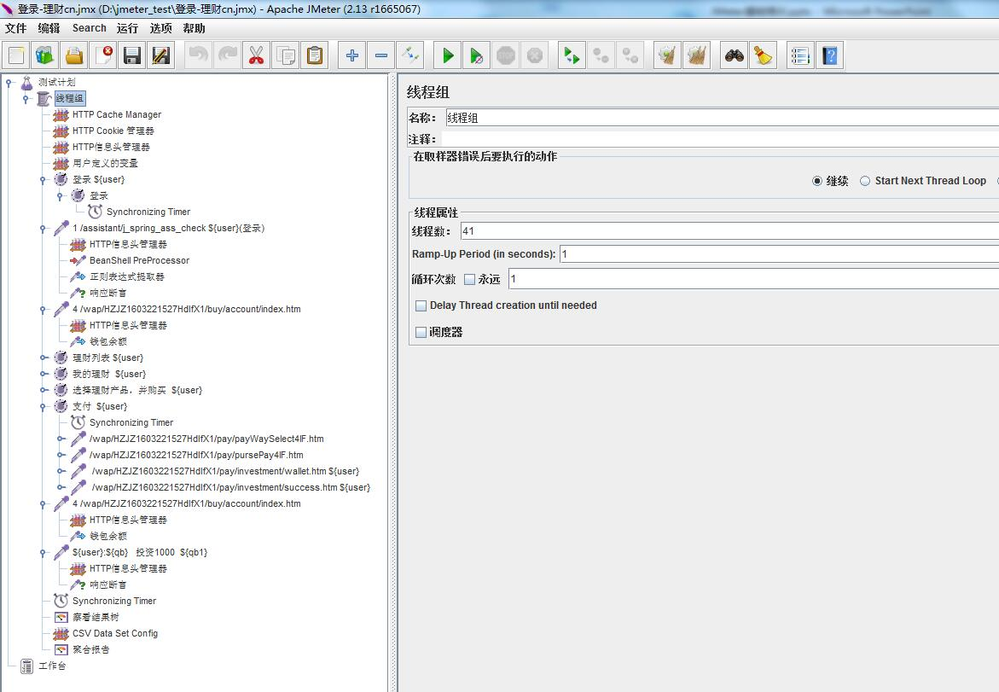 登录-理财cn.jmx (D:\jmeter_test\登录-理财cn.jmx) - Apache JMeter (2.13 r1665067)
文件 编辑 Search 运行 选项 帮助
测试计划
线程组
HTTP Cache Manager
HTTP Cookie 管理器
HTTP信息头管理器
用户定义的变量
登录 ${user}
登录
Synchronizing Timer
1 /assistant/j_spring_ass_check ${user}(登录)
HTTP信息头管理器
BeanShell PreProcessor
正则表达式提取器
响应断言
4 /wap/HZJZ1603221527HdlfX1/buy/account/index.htm
HTTP信息头管理器
钱包余额
理财列表 ${user}
我的理财 ${user}
选择理财产品，并购买 ${user}
支付 ${user}
Synchronizing Timer
/wap/HZJZ1603221527HdlfX1/pay/payWaySelect4IF.htm
/wap/HZJZ1603221527HdlfX1/pay/pursePay4IF.htm
/wap/HZJZ1603221527HdlfX1/pay/investment/wallet.htm ${user}
/wap/HZJZ1603221527HdlfX1/pay/investment/success.htm ${user}
4 /wap/HZJZ1603221527HdlfX1/buy/account/index.htm
HTTP信息头管理器
钱包余额
${user}:${qb} 投资1000 ${qb1}
HTTP信息头管理器
响应断言
Synchronizing Timer
察看结果树
CSV Data Set Config
聚合报告
工作台
线程组
名称： 线程组
注释：
在取样器错误后要执行的动作
继续 Start Next Thread Loop
线程属性
线程数： 41
Ramp-Up Period (in seconds): 1
循环次数 永远 1
Delay Thread creation until needed
调度器